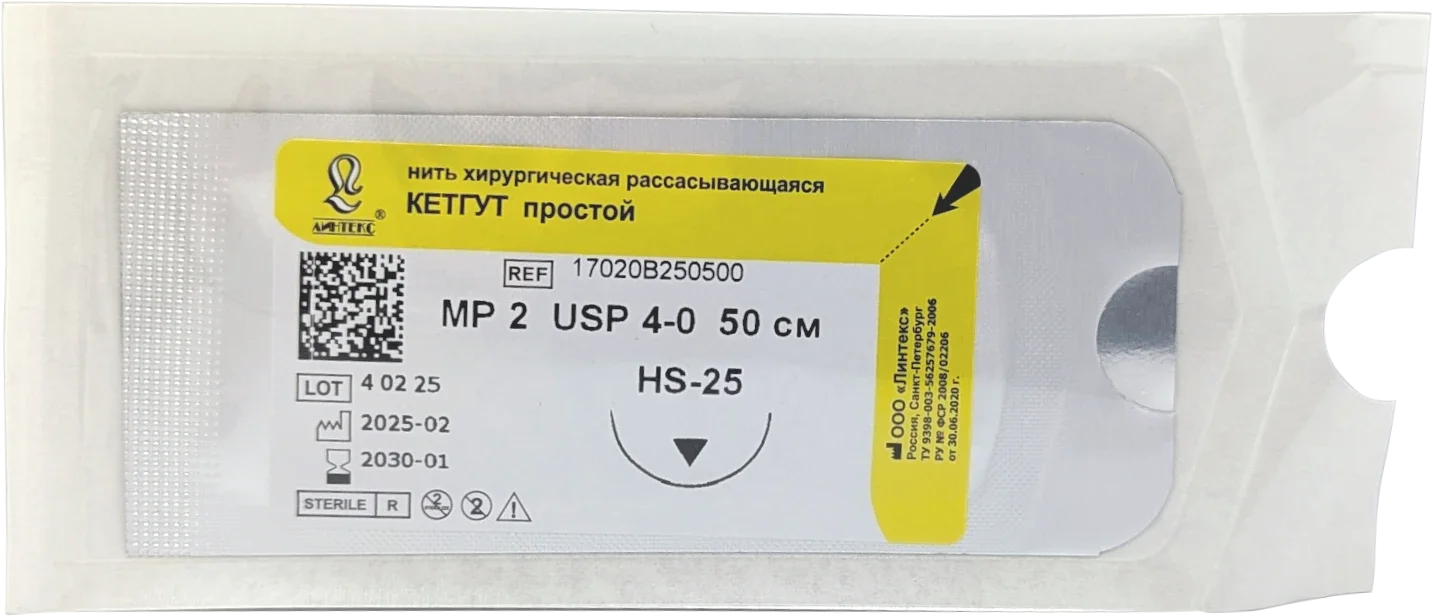 нить хирургическая рассасывающаяся
КЕТГУТ простой
ЛИНТЕКС®
REF 17020B250500
MP 2 USP 4-0 50 см
HS-25
LOT 4 02 25
2025-02
2030-01
STERILE R
2
ООО «Линтекс»
Россия, Санкт-Петербург
ТУ 9398-003-56257679-2006
РУ № ФСР 2008/02206
от 30.06.2020 г.